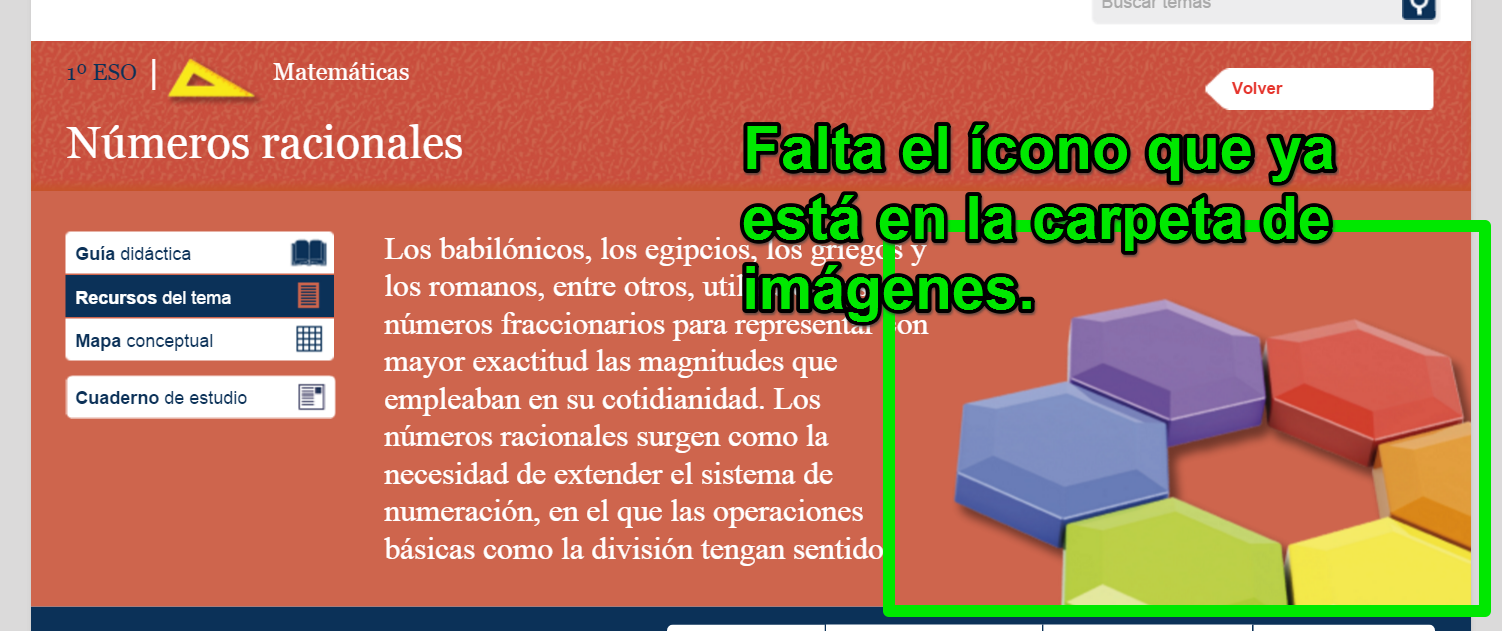 Buscar temas
1º ESO | Matemáticas
Volver
Números racionales
Falta el ícono que ya
está en la carpeta de
imágenes.
Guía didáctica
Recursos del tema
Mapa conceptual
Cuaderno de estudio
Los babilónicos, los egipcios, los griegos y
los romanos, entre otros,
números fraccionarios para representar con
mayor exactitud las magnitudes que
empleaban en su cotidianidad. Los
números racionales surgen como la
necesidad de extender el sistema de
numeración, en el que las operaciones
básicas como la división tengan sentido